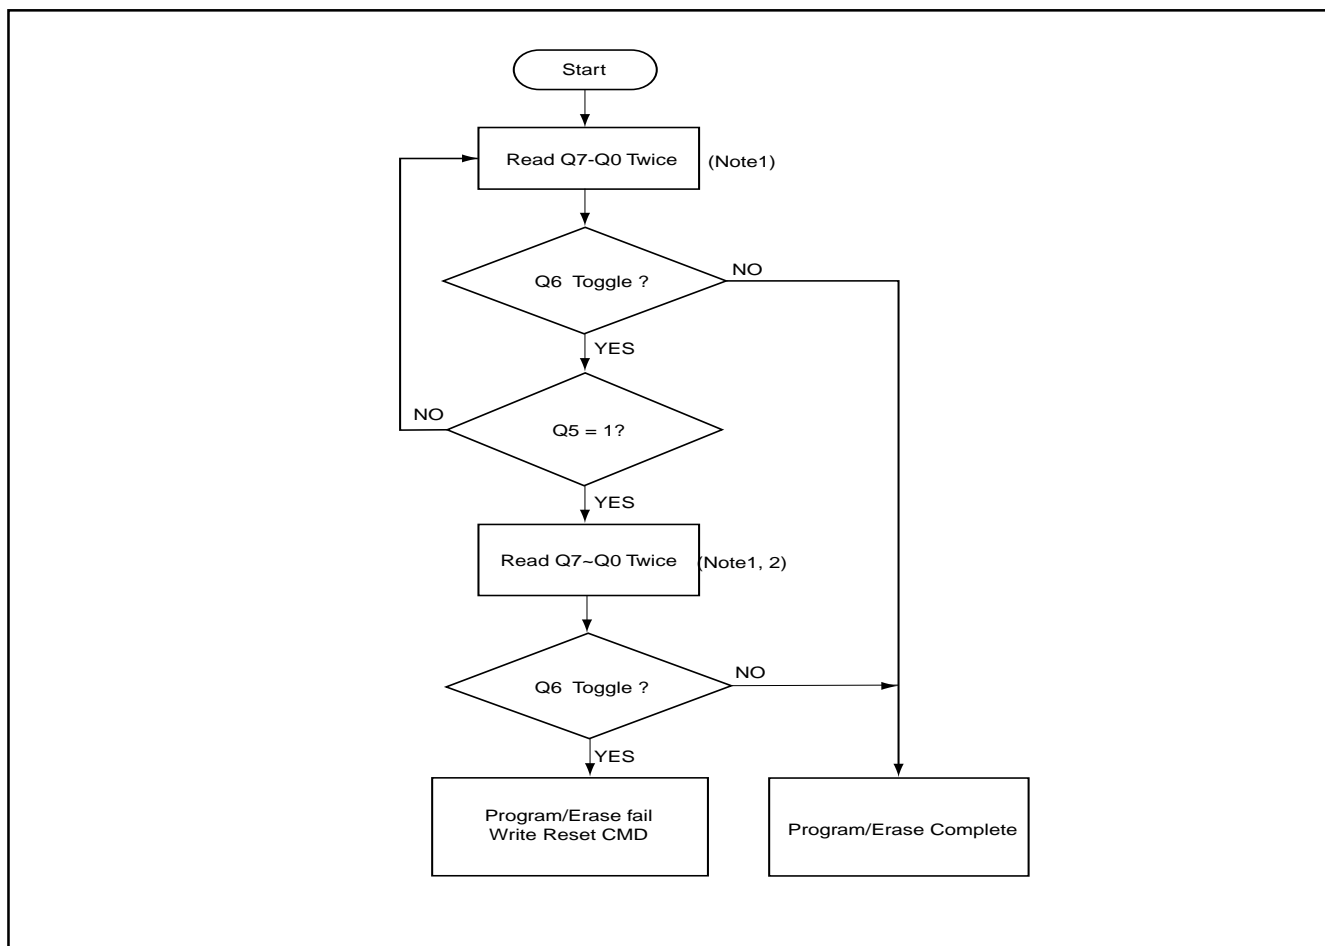 Start
Read Q7-Q0 Twice
(Note1)
Q6 Toggle ?
NO
YES
NO
Q5 = 1?
YES
Read Q7~Q0 Twice
(Note1, 2)
Q6 Toggle ?
NO
YES
Program/Erase fail
Write Reset CMD
Program/Erase Complete